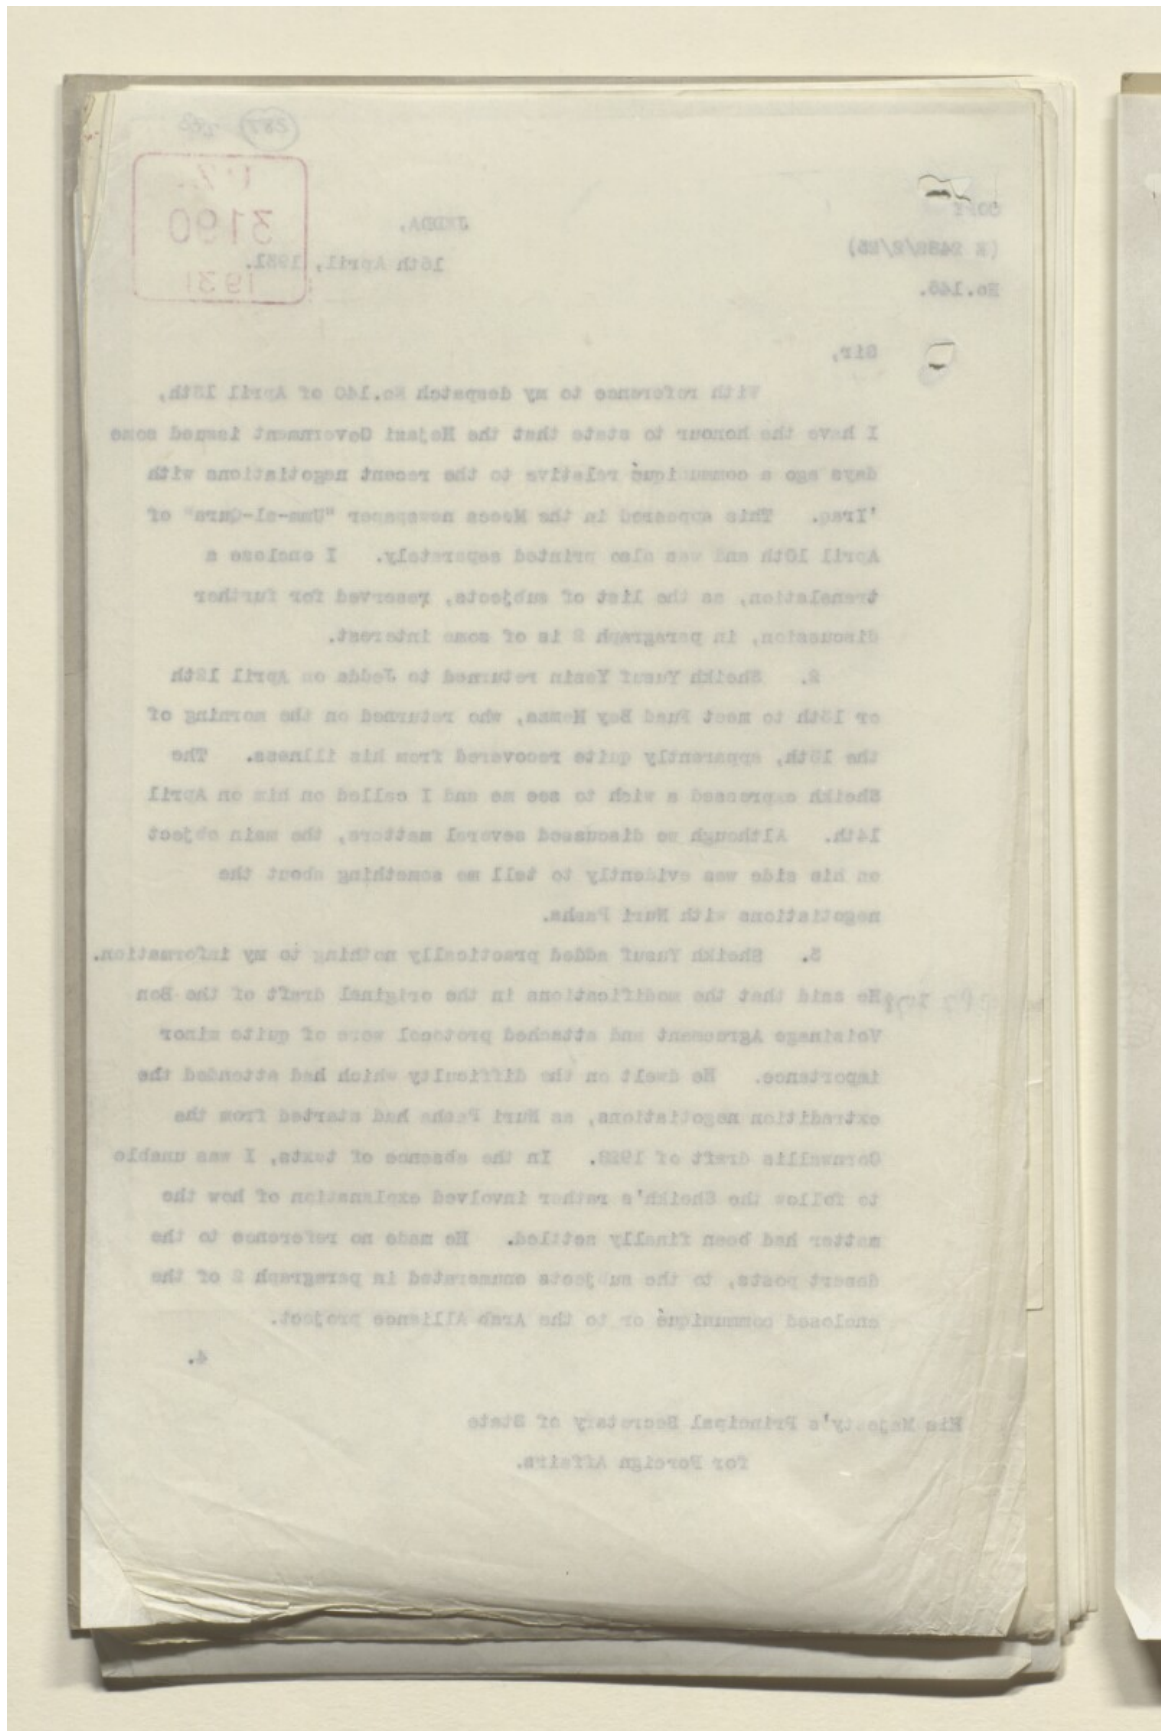 COPY
(E 2482/2/25)
No.145.
JEDDA,
16th April, 1931.
P.Z.
3190
1931
Sir,
With reference to my despatch No.140 of April 13th,
I have the honour to state that the Hejazi Government issued some
days ago a communiqué relative to the recent negotiations with
'Iraq. This appeared in the Mecca newspaper "Umm-al-Qura" of
April 10th and was also printed separately. I enclose a
translation, as the list of subjects, reserved for further
discussion, in paragraph 2 is of some interest.
2. Sheikh Yusuf Yasin returned to Jedda on April 12th
or 13th to meet Fuad Bey Hamza, who returned on the morning of
the 13th, apparently quite recovered from his illness. The
Sheikh expressed a wish to see me and I called on him on April
14th. Although we discussed several matters, the main object
on his side was evidently to tell me something about the
negotiations with Nuri Pasha.
3. Sheikh Yusuf added practically nothing to my information.
He said that the modifications in the original draft of the Bon
Voisinage Agreement and attached protocol were of quite minor
importance. He dwelt on the difficulty which had attended the
extradition negotiations, as Nuri Pasha had started from the
Cornwallis draft of 1928. In the absence of texts, I was unable
to follow the Sheikh's rather involved explanation of how the
matter had been finally settled. He made no reference to the
desert posts, to the subjects enumerated in paragraph 2 of the
enclosed communiqué or to the Arab Alliance project.
4.
His Majesty's Principal Secretary of State
for Foreign Affairs.